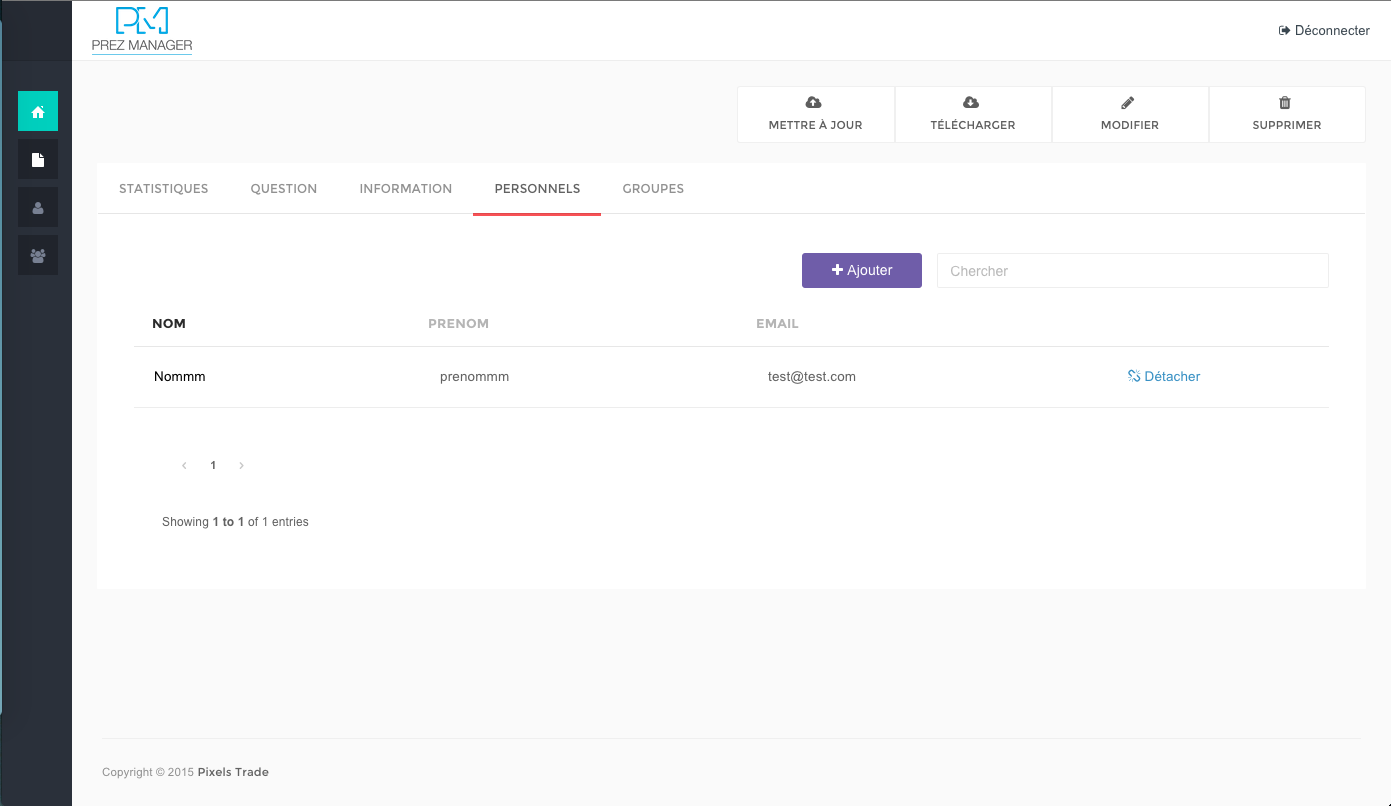 PM
PREZ MANAGER
Déconnecter
METTRE À JOUR TÉLÉCHARGER MODIFIER SUPPRIMER
STATISTIQUES QUESTION INFORMATION PERSONNELS GROUPES
Ajouter Chercher
NOM PRENOM EMAIL
Nommm prenommm test@test.com Détacher
‹ 1 ›
Showing 1 to 1 of 1 entries
Copyright © 2015 Pixels Trade